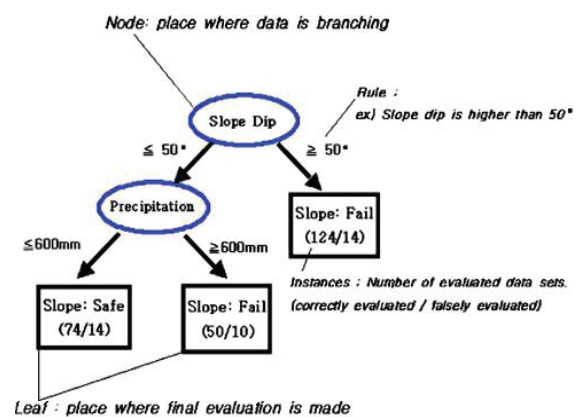 Node: place where data is branching
Rule :
ex) Slope dip is higher than 50°
Slope Dip
≦ 50°
≧ 50°
Precipitation
Slope: Fail
(124/14)
≦600mm
≧600mm
Instances : Number of evaluated data sets.
(correctly evaluated / falsely evaluated)
Slope: Safe
(74/14)
Slope: Fail
(50/10)
Leaf : place where final evaluation is made